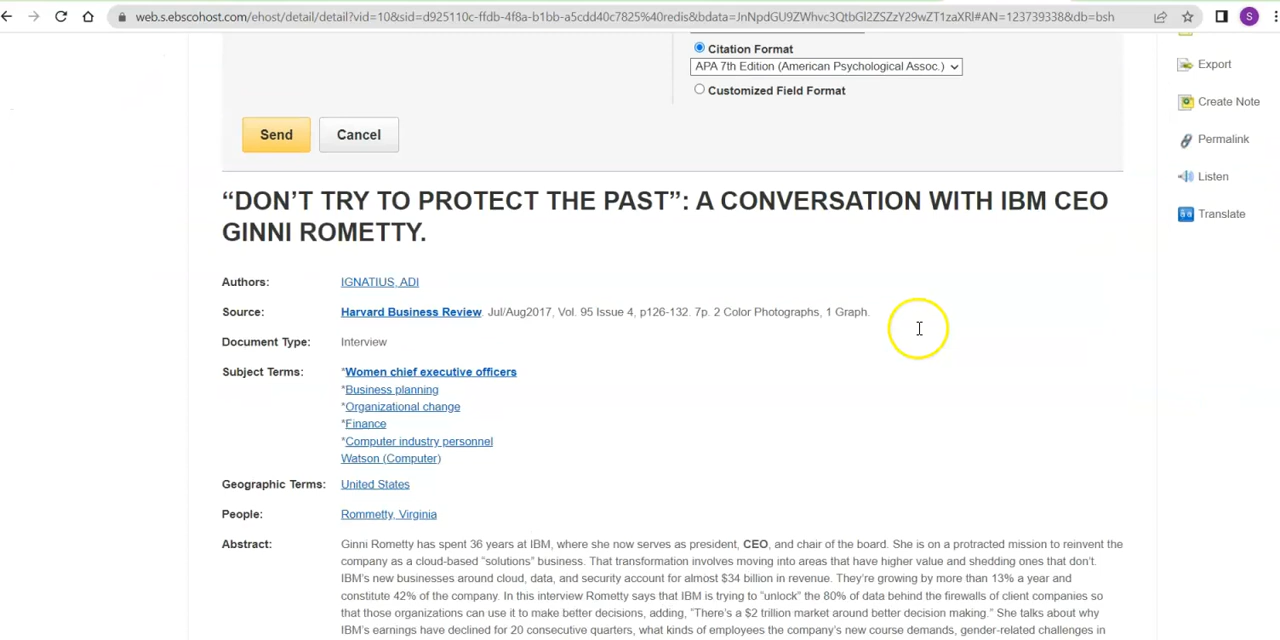 web.s.ebscohost.com/ehost/detail/detail?vid=10&sid=d925110c-ffdb-4f8a-b1bb-a5cdd40c7825%40redis&bdata=JnNpdGU9ZWhvc3QtbGl2ZSZzY29wZT1zaXRl#AN=123739338&db=bsh
S
Citation Format
APA 7th Edition (American Psychological Assoc.)
Customized Field Format
Send
Cancel
Export
Create Note
Permalink
Listen
Translate
“DON’T TRY TO PROTECT THE PAST”: A CONVERSATION WITH IBM CEO
GINNI ROMETTY.
Authors: IGNATIUS, ADI
Source: Harvard Business Review. Jul/Aug2017, Vol. 95 Issue 4, p126-132. 7p. 2 Color Photographs, 1 Graph.
Document Type: Interview
Subject Terms: *Women chief executive officers
*Business planning
*Organizational change
*Finance
*Computer industry personnel
Watson (Computer)
Geographic Terms: United States
People: Rommetty, Virginia
Abstract: Ginni Rometty has spent 36 years at IBM, where she now serves as president, CEO, and chair of the board. She is on a protracted mission to reinvent the
company as a cloud-based “solutions” business. That transformation involves moving into areas that have higher value and shedding ones that don’t.
IBM’s new businesses around cloud, data, and security account for almost $34 billion in revenue. They’re growing by more than 13% a year and
constitute 42% of the company. In this interview Rometty says that IBM is trying to “unlock” the 80% of data behind the firewalls of client companies so
that those organizations can use it to make better decisions, adding, "There’s a $2 trillion market around better decision making." She talks about why
IBM’s earnings have declined for 20 consecutive quarters, what kinds of employees the company’s new course demands, gender-related challenges in